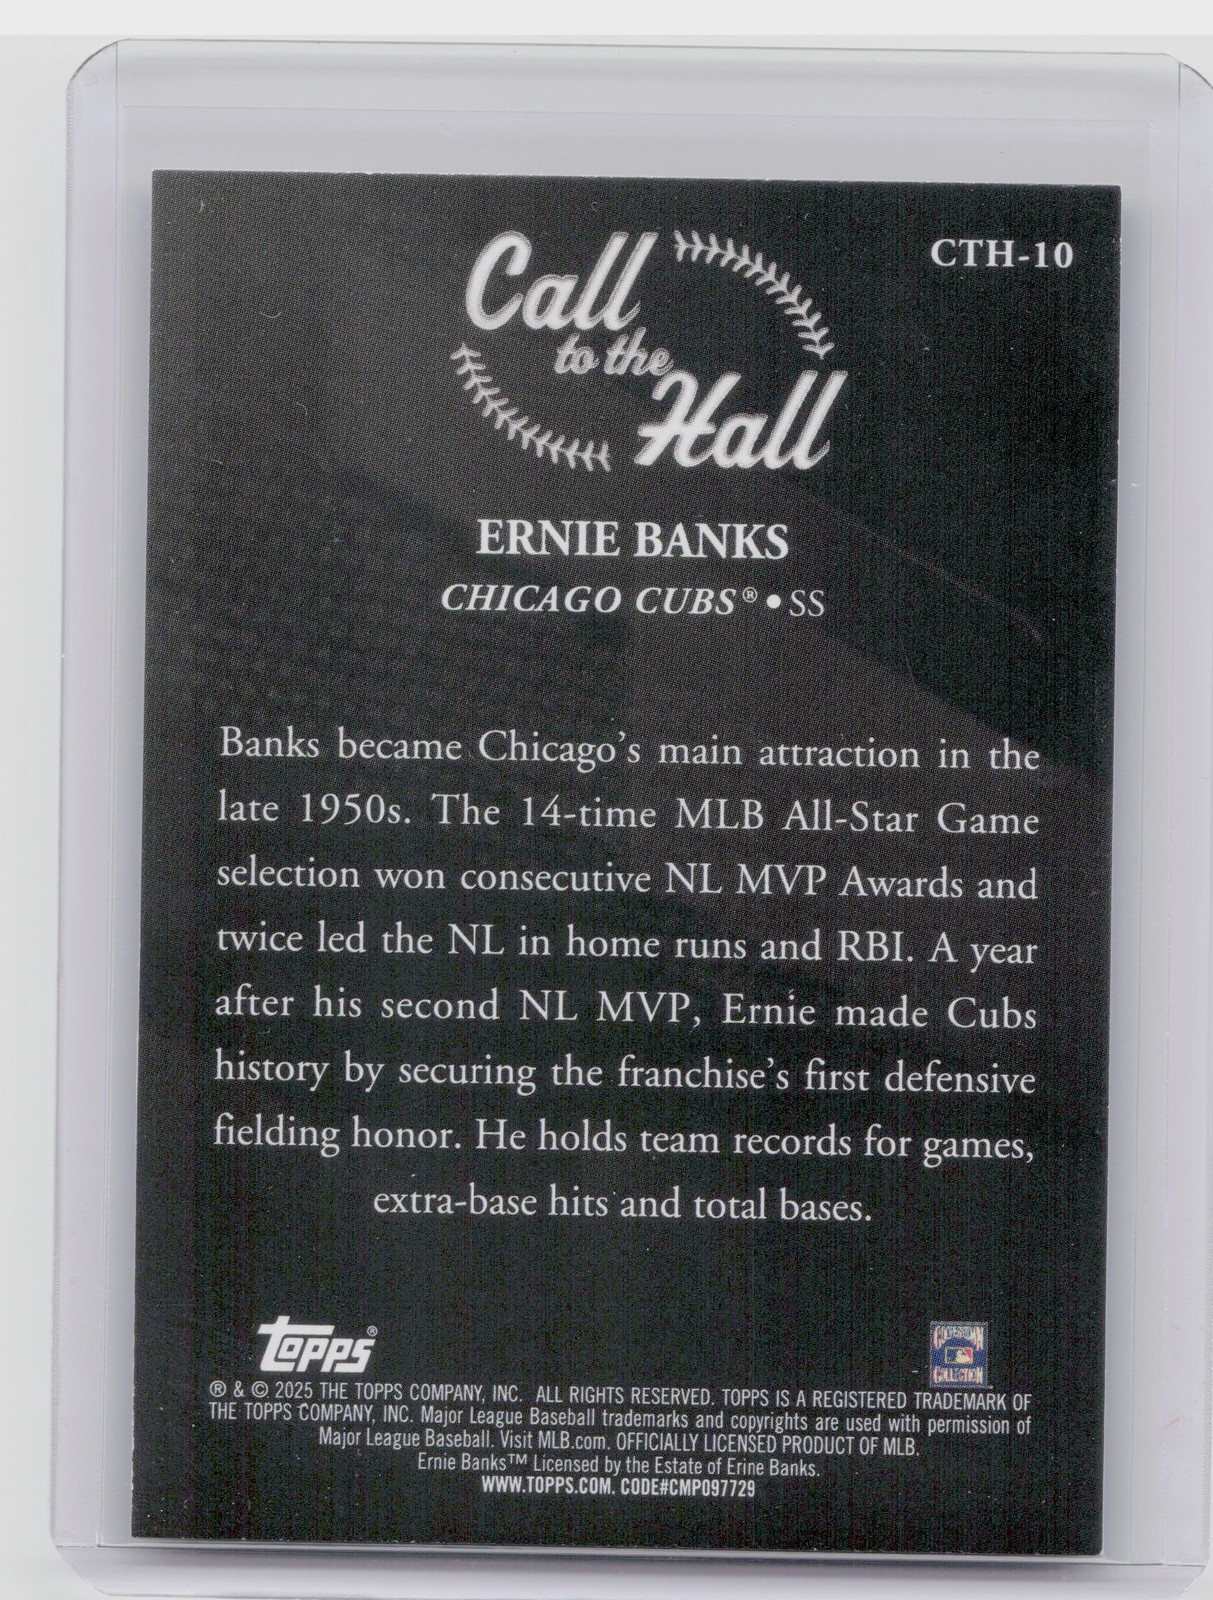 CTH-10
Call
to the
Hall
ERNIE BANKS
CHICAGO CUBS® • SS
Banks became Chicago's main attraction in the
late 1950s. The 14-time MLB All-Star Game
selection won consecutive NL MVP Awards and
twice led the NL in home runs and RBI. A year
after his second NL MVP, Ernie made Cubs
history by securing the franchise's first defensive
fielding honor. He holds team records for games,
extra-base hits and total bases.
TOPPS®
COOPERSTOWN
COLLECTION
® & © 2025 THE TOPPS COMPANY, INC. ALL RIGHTS RESERVED. TOPPS IS A REGISTERED TRADEMARK OF
THE TOPPS COMPANY, INC. Major League Baseball trademarks and copyrights are used with permission of
Major League Baseball. Visit MLB.com. OFFICIALLY LICENSED PRODUCT OF MLB.
Ernie Banks™ Licensed by the Estate of Erine Banks.
WWW.TOPPS.COM. CODE#CMP097729